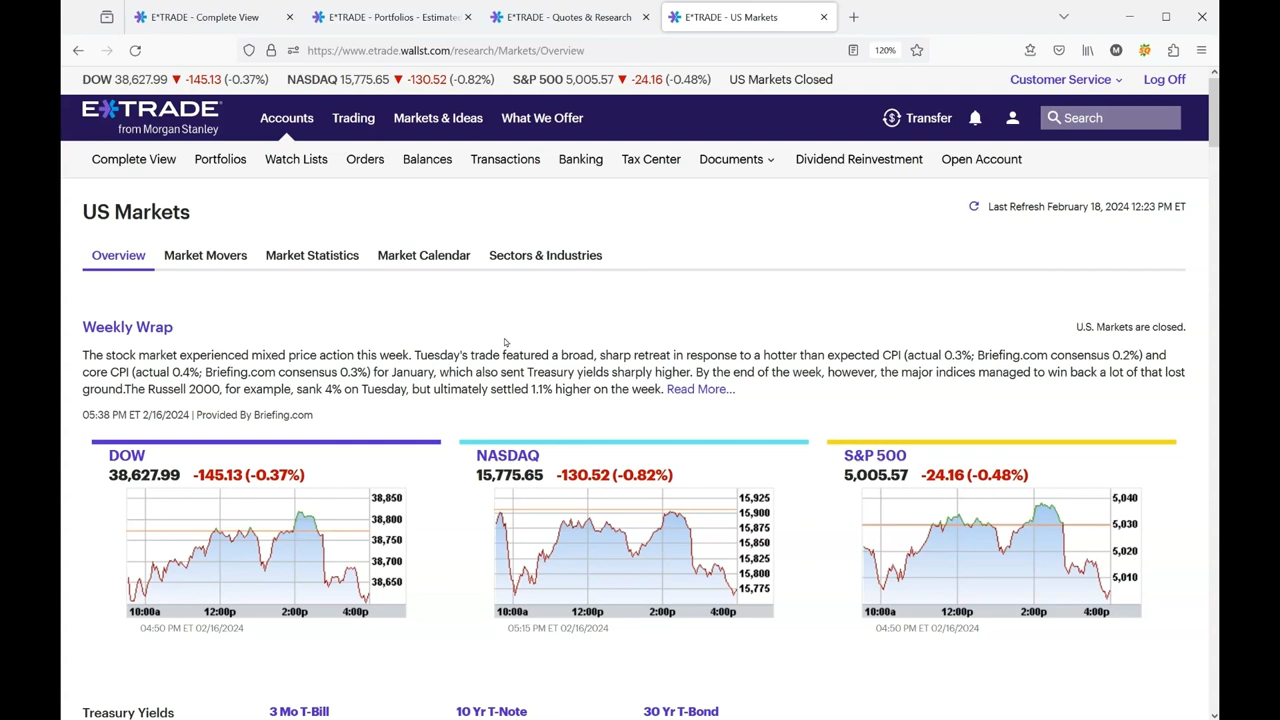 E*TRADE - Complete View
E*TRADE - Portfolios - Estimated
E*TRADE - Quotes & Research
E*TRADE - US Markets
https://www.etrade.wallst.com/research/Markets/Overview
120%
DOW 38,627.99 ▼ -145.13 (-0.37%) NASDAQ 15,775.65 ▼ -130.52 (-0.82%) S&P 500 5,005.57 ▼ -24.16 (-0.48%) US Markets Closed
Customer Service
Log Off
E*TRADE
from Morgan Stanley
Accounts Trading Markets & Ideas What We Offer
Transfer
Search
Complete View Portfolios Watch Lists Orders Balances Transactions Banking Tax Center Documents Dividend Reinvestment Open Account
US Markets
Last Refresh February 18, 2024 12:23 PM ET
Overview Market Movers Market Statistics Market Calendar Sectors & Industries
Weekly Wrap
U.S. Markets are closed.
The stock market experienced mixed price action this week. Tuesday's trade featured a broad, sharp retreat in response to a hotter than expected CPI (actual 0.3%; Briefing.com consensus 0.2%) and
core CPI (actual 0.4%; Briefing.com consensus 0.3%) for January, which also sent Treasury yields sharply higher. By the end of the week, however, the major indices managed to win back a lot of that lost
ground.The Russell 2000, for example, sank 4% on Tuesday, but ultimately settled 1.1% higher on the week. Read More...
05:38 PM ET 2/16/2024 | Provided By Briefing.com
DOW
38,627.99 -145.13 (-0.37%)
38,850
38,800
38,750
38,700
38,650
10:00a 12:00p 2:00p 4:00p
04:50 PM ET 02/16/2024
NASDAQ
15,775.65 -130.52 (-0.82%)
15,925
15,900
15,875
15,850
15,825
15,800
15,775
10:00a 12:00p 2:00p 4:00p
05:15 PM ET 02/16/2024
S&P 500
5,005.57 -24.16 (-0.48%)
5,040
5,030
5,020
5,010
10:00a 12:00p 2:00p 4:00p
04:50 PM ET 02/16/2024
Treasury Yields 3 Mo T-Bill 10 Yr T-Note 30 Yr T-Bond